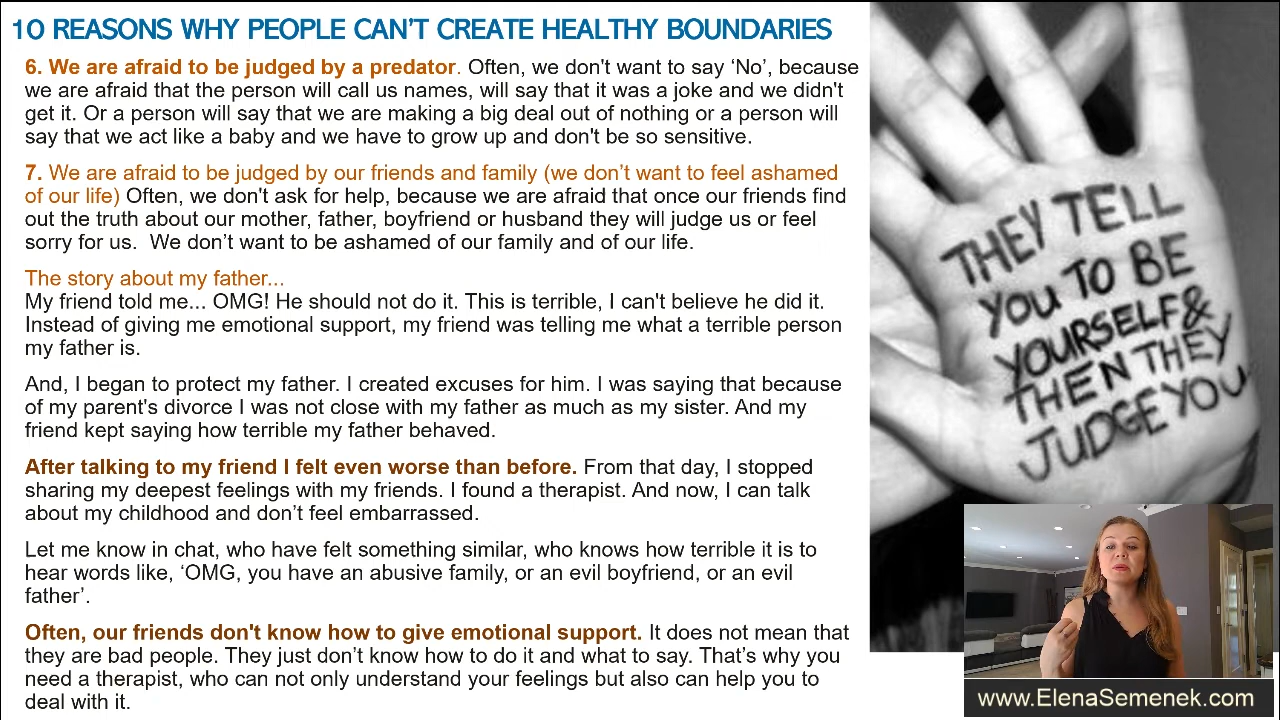 10 REASONS WHY PEOPLE CAN'T CREATE HEALTHY BOUNDARIES
6. We are afraid to be judged by a predator. Often, we don't want to say ‘No’, because
we are afraid that the person will call us names, will say that it was a joke and we didn't
get it. Or a person will say that we are making a big deal out of nothing or a person will
say that we act like a baby and we have to grow up and don't be so sensitive.
7. We are afraid to be judged by our friends and family (we don’t want to feel ashamed
of our life) Often, we don't ask for help, because we are afraid that once our friends find
out the truth about our mother, father, boyfriend or husband they will judge us or feel
sorry for us.  We don’t want to be ashamed of our family and of our life.
The story about my father...
My friend told me... OMG! He should not do it. This is terrible, I can't believe he did it.
Instead of giving me emotional support, my friend was telling me what a terrible person
my father is.
And, I began to protect my father. I created excuses for him. I was saying that because
of my parent's divorce I was not close with my father as much as my sister. And my
friend kept saying how terrible my father behaved.
After talking to my friend I felt even worse than before. From that day, I stopped
sharing my deepest feelings with my friends. I found a therapist. And now, I can talk
about my childhood and don’t feel embarrassed.
Let me know in chat, who have felt something similar, who knows how terrible it is to
hear words like, ‘OMG, you have an abusive family, or an evil boyfriend, or an evil
father’.
Often, our friends don't know how to give emotional support. It does not mean that
they are bad people. They just don’t know how to do it and what to say. That’s why you
need a therapist, who can not only understand your feelings but also can help you to
deal with it.
THEY TELL
YOU TO BE
YOURSELF &
THEN THEY
JUDGE YOU
www.ElenaSemenek.com